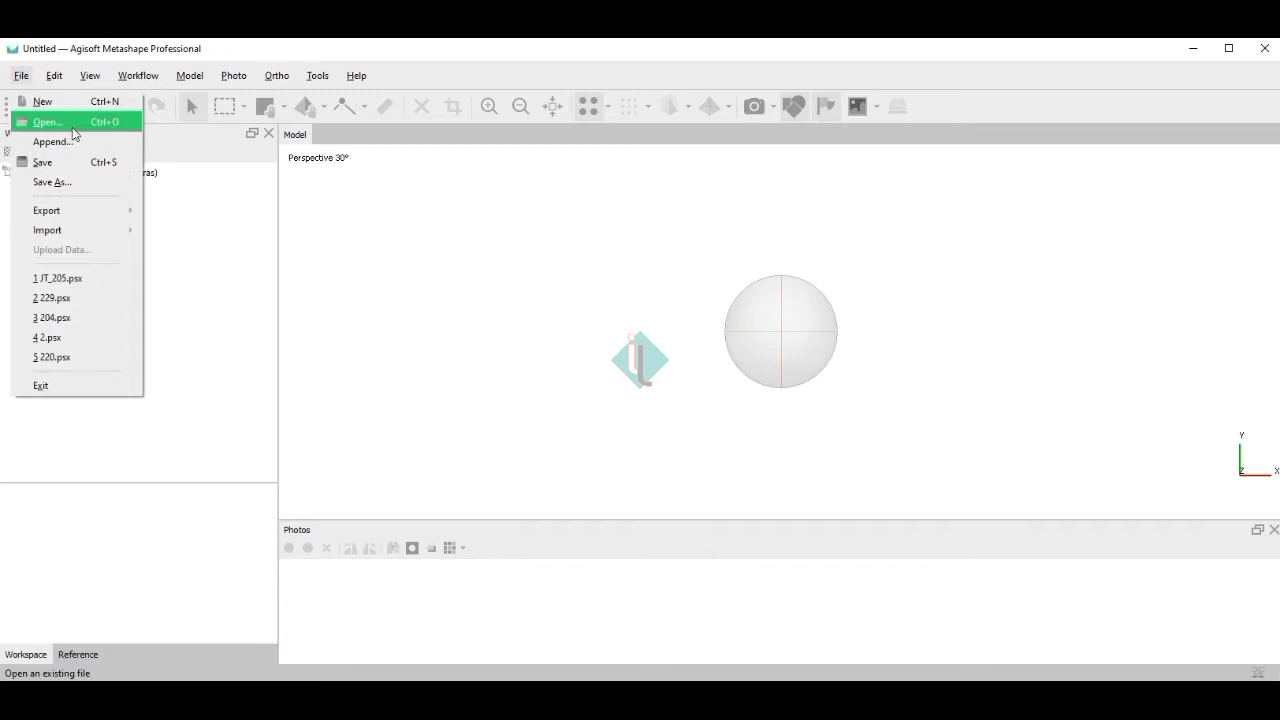 Untitled — Agisoft Metashape Professional
File Edit View Workflow Model Photo Ortho Tools Help
New Ctrl+N
Open... Ctrl+O
Append...
Save Ctrl+S
Save As...
Export
Import
Upload Data...
1 JT_205.psx
2 229.psx
3 204.psx
4 2.psx
5 220.psx
Exit
Model
Perspective 30°
Y
Z
X
Photos
Workspace Reference
Open an existing file